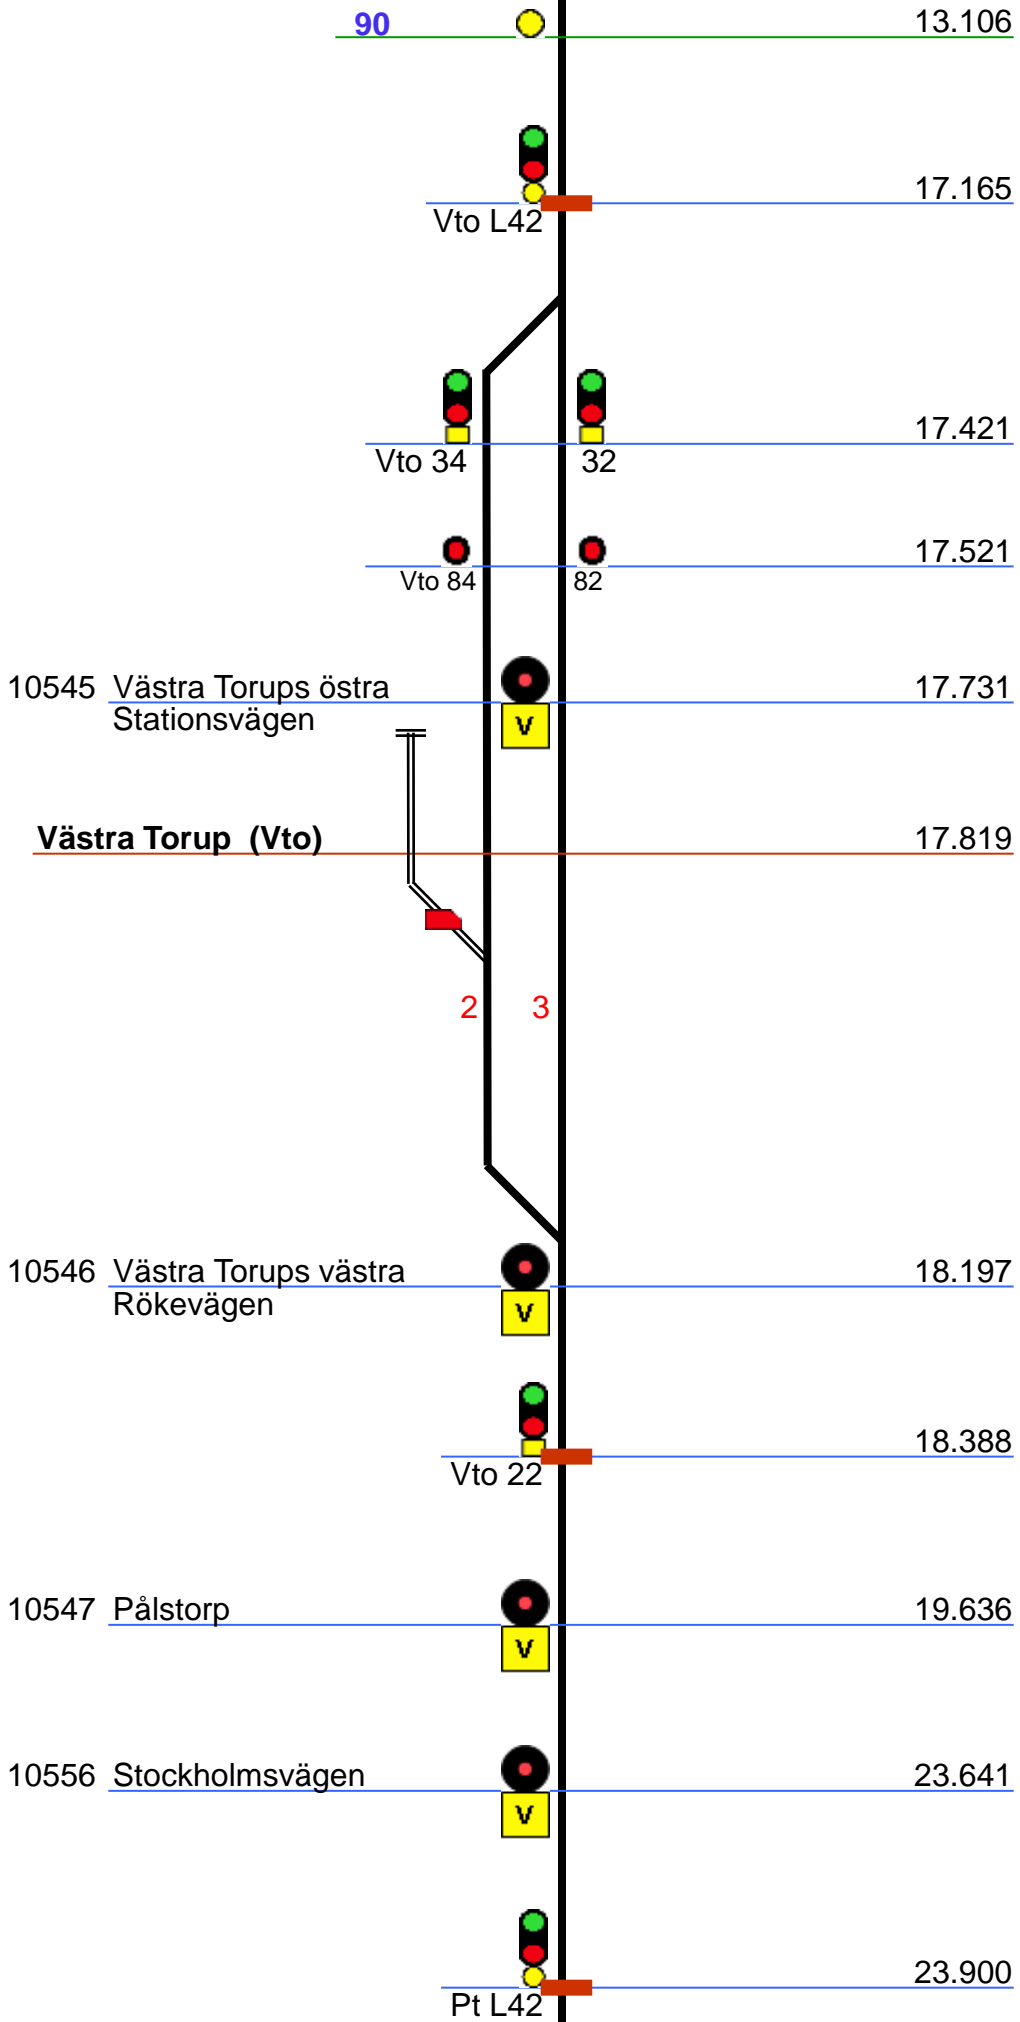 90 13.106
17.165
Vto L42
17.421
Vto 34 32
17.521
Vto 84 82
10545 Västra Torups östra 17.731
Stationsvägen V
Västra Torup (Vto) 17.819
2 3
10546 Västra Torups västra 18.197
Rökevägen V
18.388
Vto 22
10547 Pålstorp 19.636
V
10556 Stockholmsvägen 23.641
V
23.900
Pt L42